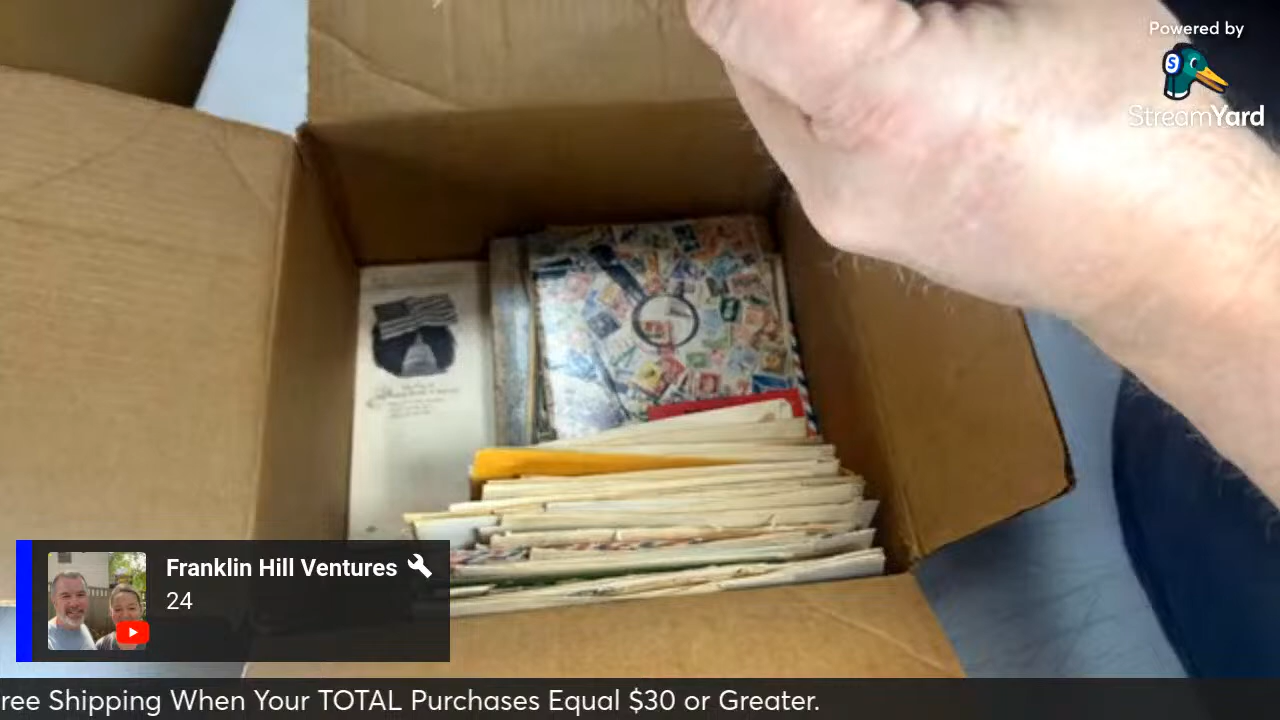 Powered by
StreamYard
Franklin Hill Ventures
24
ree Shipping When Your TOTAL Purchases Equal $30 or Greater.